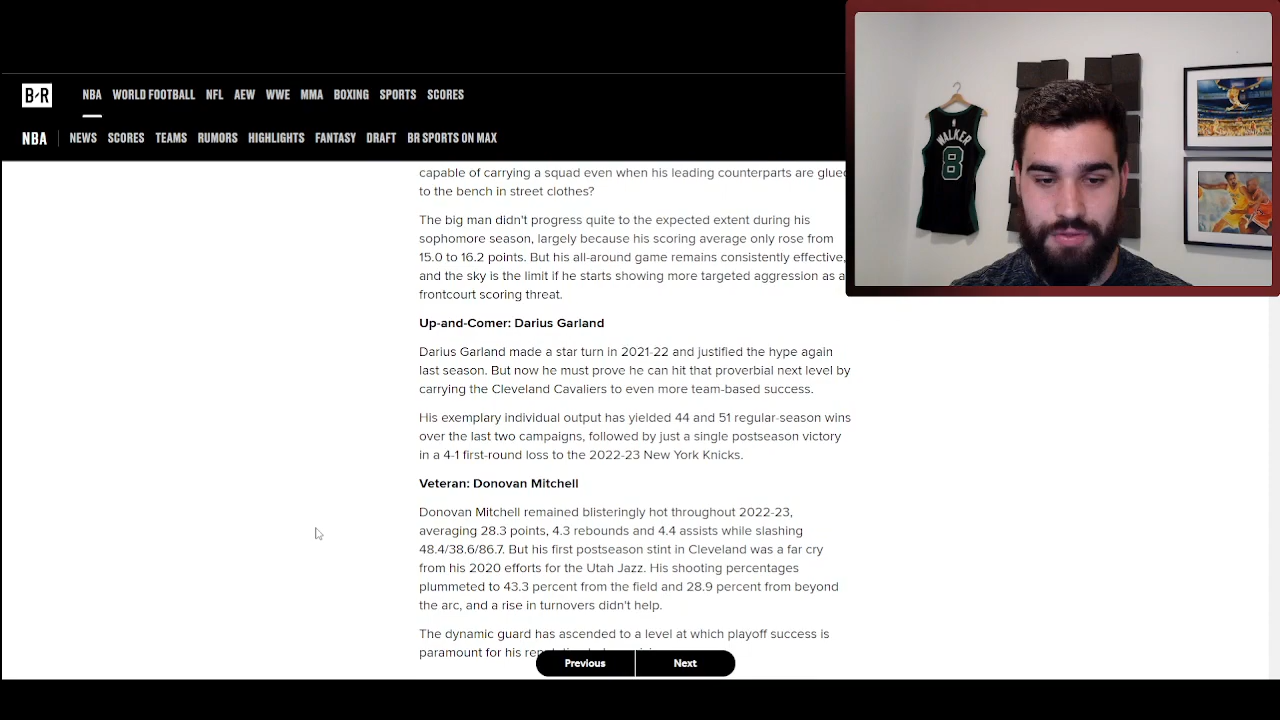 B/R
NBA WORLD FOOTBALL NFL AEW WWE MMA BOXING SPORTS SCORES
NBA NEWS SCORES TEAMS RUMORS HIGHLIGHTS FANTASY DRAFT BR SPORTS ON MAX
capable of carrying a squad even when his leading counterparts are glued
to the bench in street clothes?
The big man didn't progress quite to the expected extent during his
sophomore season, largely because his scoring average only rose from
15.0 to 16.2 points. But his all-around game remains consistently effective,
and the sky is the limit if he starts showing more targeted aggression as a
frontcourt scoring threat.
Up-and-Comer: Darius Garland
Darius Garland made a star turn in 2021-22 and justified the hype again
last season. But now he must prove he can hit that proverbial next level by
carrying the Cleveland Cavaliers to even more team-based success.
His exemplary individual output has yielded 44 and 51 regular-season wins
over the last two campaigns, followed by just a single postseason victory
in a 4-1 first-round loss to the 2022-23 New York Knicks.
Veteran: Donovan Mitchell
Donovan Mitchell remained blisteringly hot throughout 2022-23,
averaging 28.3 points, 4.3 rebounds and 4.4 assists while slashing
48.4/38.6/86.7. But his first postseason stint in Cleveland was a far cry
from his 2020 efforts for the Utah Jazz. His shooting percentages
plummeted to 43.3 percent from the field and 28.9 percent from beyond
the arc, and a rise in turnovers didn't help.
The dynamic guard has ascended to a level at which playoff success is
paramount for his
Previous Next
WALKER
8